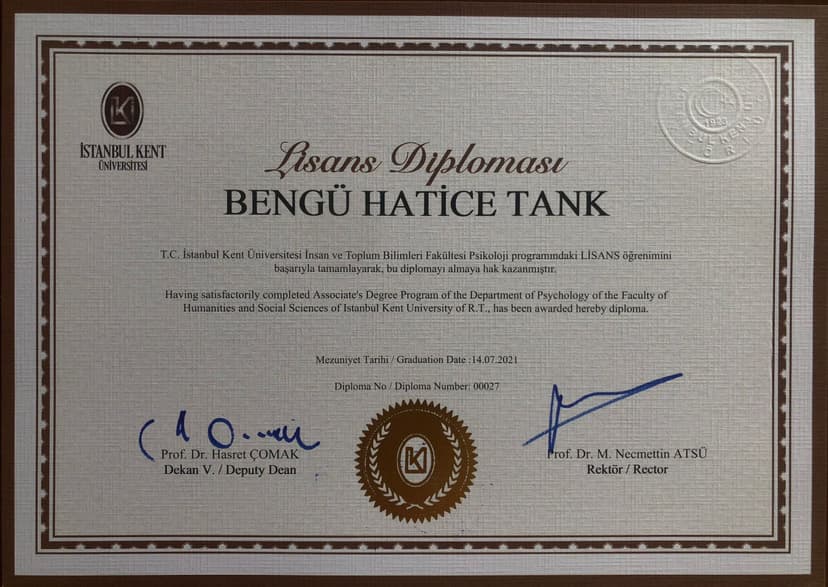 İSTANBUL KENT
ÜNİVERSİTESİ
1923
Lisans Diploması
BENGÜ HATİCE TANK
T.C. İstanbul Kent Üniversitesi İnsan ve Toplum Bilimleri Fakültesi Psikoloji programındaki LİSANS öğrenimini
başarıyla tamamlayarak, bu diplomayı almaya hak kazanmıştır.
Having satisfactorily completed Associate's Degree Program of the Department of Psychology of the Faculty of
Humanities and Social Sciences of Istanbul Kent University of R.T., has been awarded hereby diploma.
Mezuniyet Tarihi / Graduation Date :14.07.2021
Diploma No / Diploma Number: 00027
Prof. Dr. Hasret ÇOMAK
Dekan V. / Deputy Dean
Prof. Dr. M. Necmettin ATSÜ
Rektör / Rector